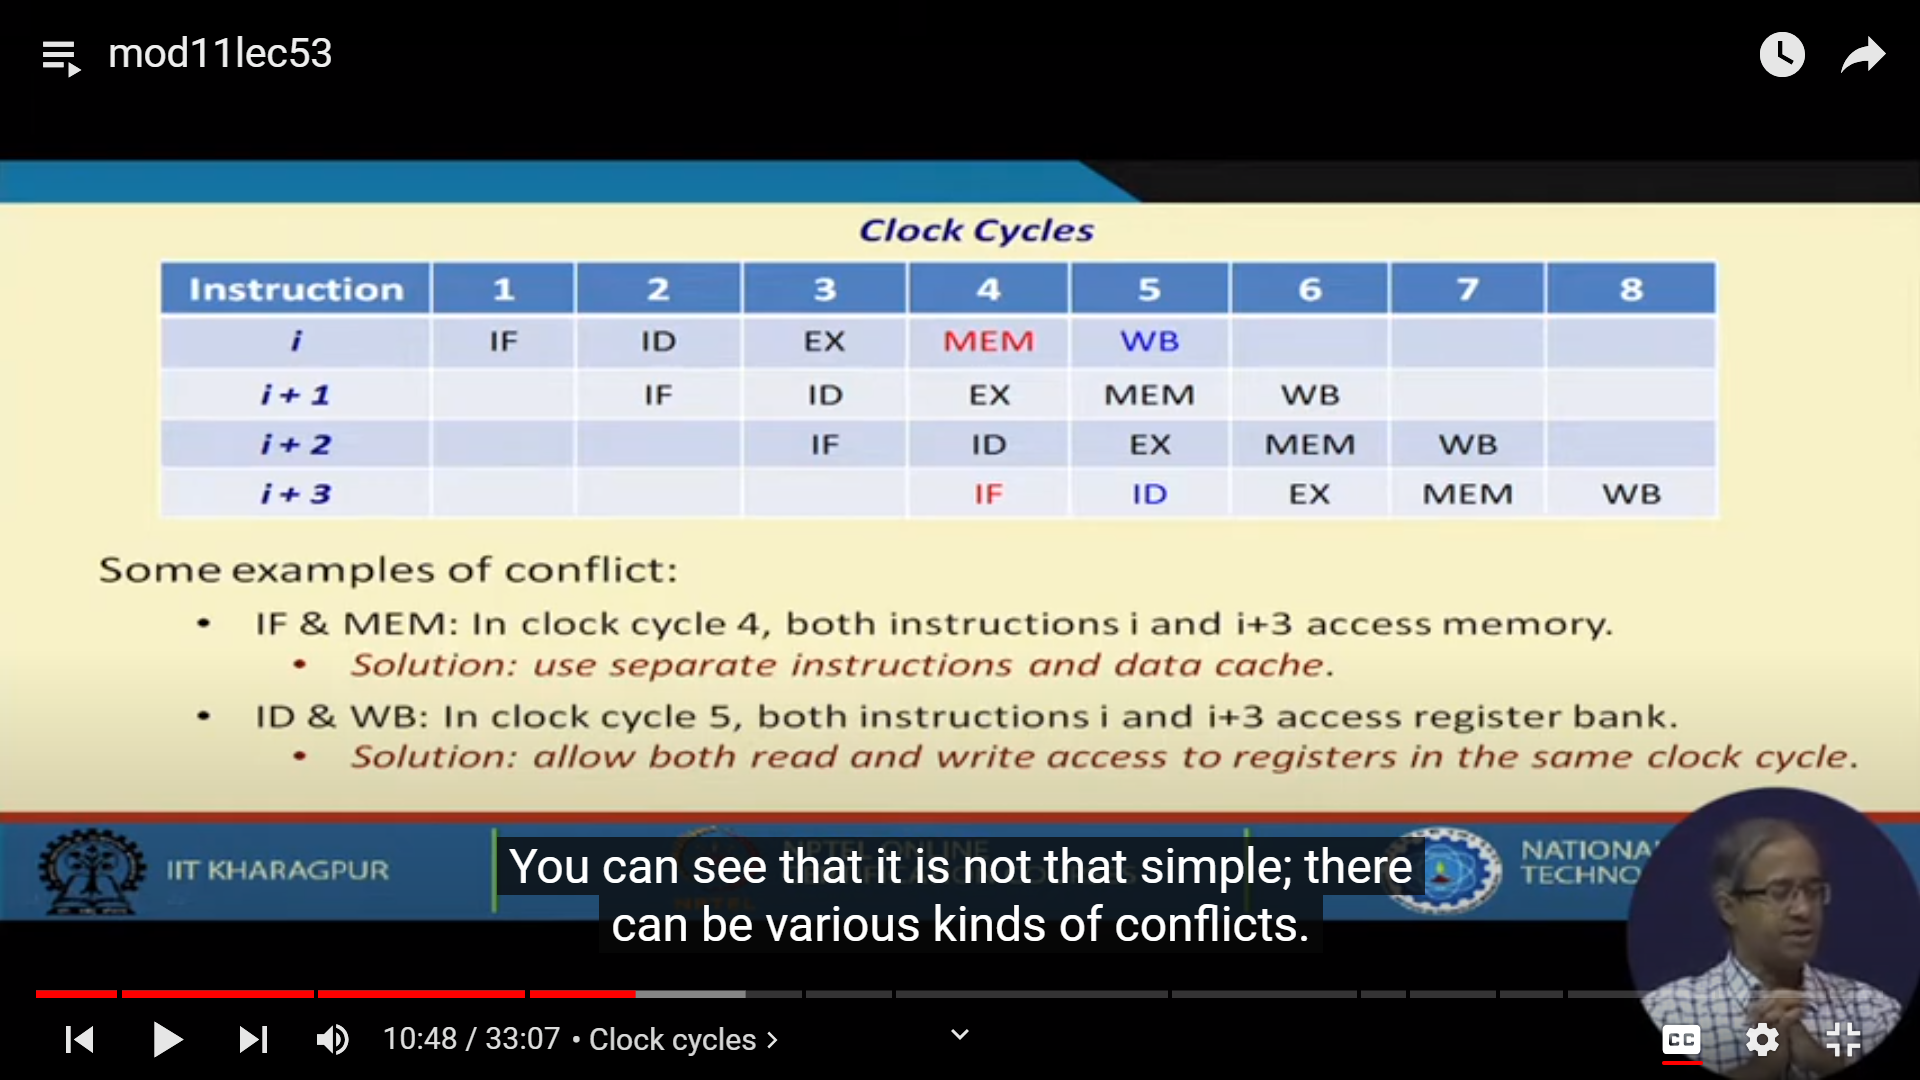 mod11lec53
Clock Cycles
Instruction 1 2 3 4 5 6 7 8
i IF ID EX MEM WB
i + 1 IF ID EX MEM WB
i + 2 IF ID EX MEM WB
i + 3 IF ID EX MEM WB
Some examples of conflict:
• IF & MEM: In clock cycle 4, both instructions i and i+3 access memory.
• Solution: use separate instructions and data cache.
• ID & WB: In clock cycle 5, both instructions i and i+3 access register bank.
• Solution: allow both read and write access to registers in the same clock cycle.
IIT KHARAGPUR
NPTEL ONLINE
NATIONA
TECHNO
You can see that it is not that simple; there
can be various kinds of conflicts.
10:48 / 33:07 • Clock cycles >
CC